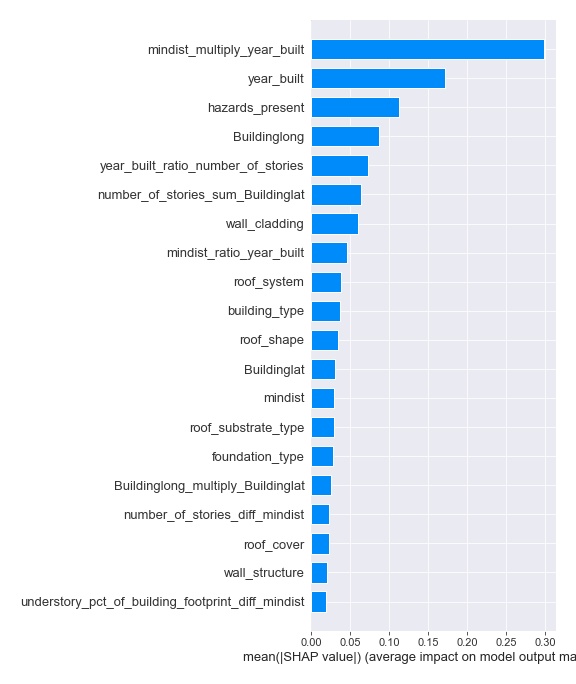 mindist_multiply_year_built
year_built
hazards_present
Buildinglong
year_built_ratio_number_of_stories
number_of_stories_sum_Buildinglat
wall_cladding
mindist_ratio_year_built
roof_system
building_type
roof_shape
Buildinglat
mindist
roof_substrate_type
foundation_type
Buildinglong_multiply_Buildinglat
number_of_stories_diff_mindist
roof_cover
wall_structure
understory_pct_of_building_footprint_diff_mindist
0.00 0.05 0.10 0.15 0.20 0.25 0.30
mean(|SHAP value|) (average impact on model output ma